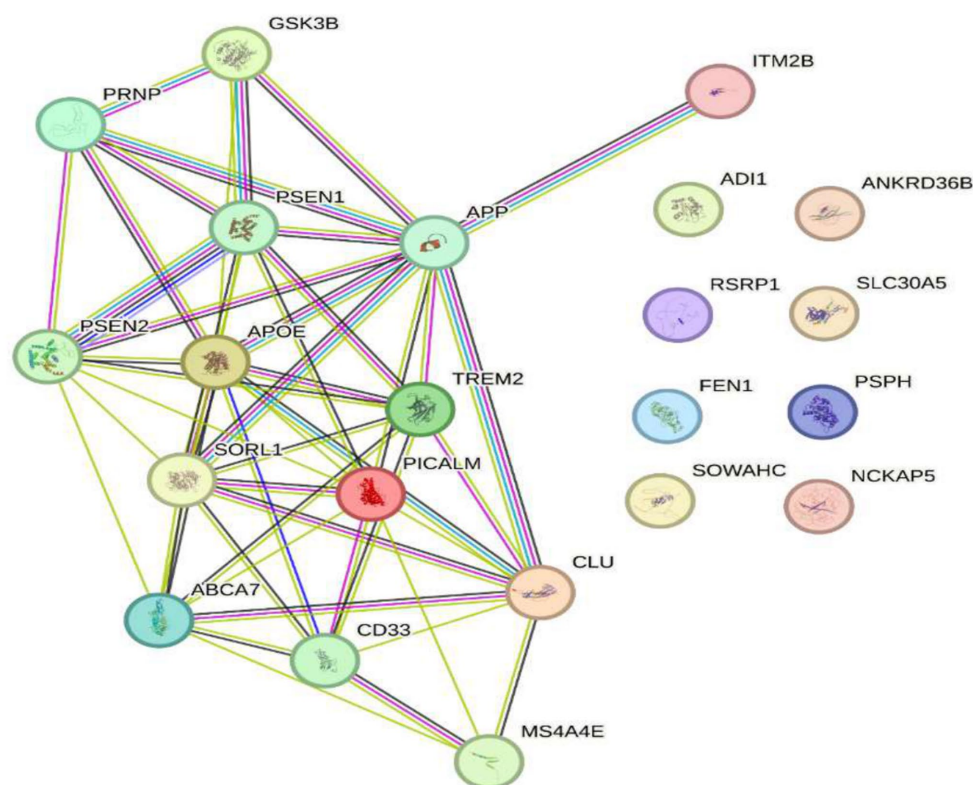 GSK3B
ITM2B
PRNP
ADI1
ANKRD36B
PSEN1
APP
RSRP1
SLC30A5
PSEN2
APOE
TREM2
FEN1
PSPH
SORL1
PICALM
SOWAHC
NCKAP5
CLU
ABCA7
CD33
MS4A4E